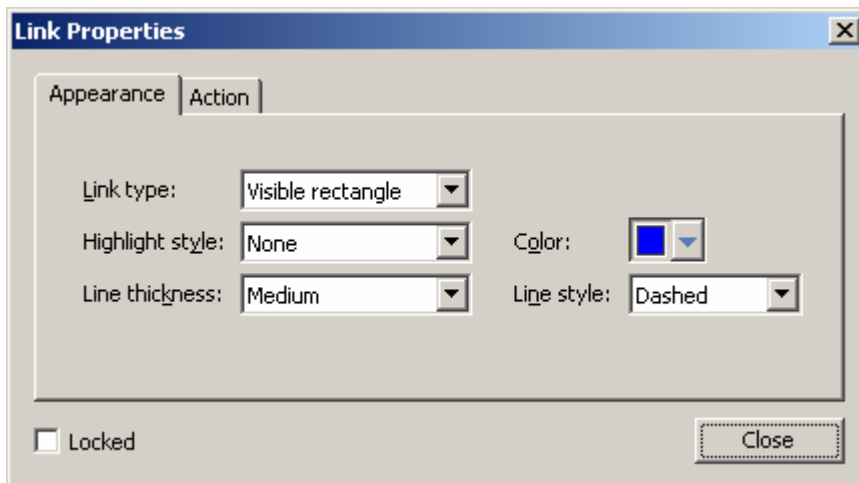 Link Properties
Appearance Action
Link type: Visible rectangle
Highlight style: None Color:
Line thickness: Medium Line style: Dashed
Locked Close